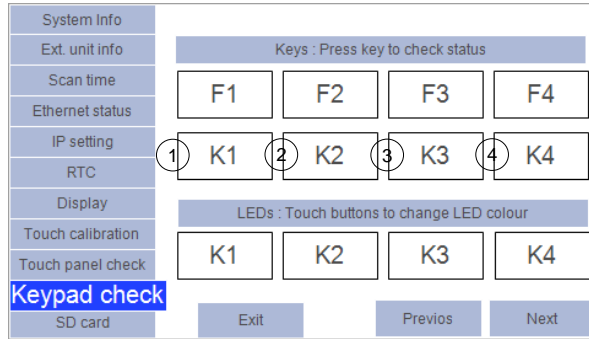 System Info
Ext. unit info
Scan time
Ethernet status
IP setting
RTC
Display
Touch calibration
Touch panel check
Keypad check
SD card
Keys : Press key to check status
F1 F2 F3 F4
1 K1 2 K2 3 K3 4 K4
LEDs : Touch buttons to change LED colour
K1 K2 K3 K4
Exit Previos Next